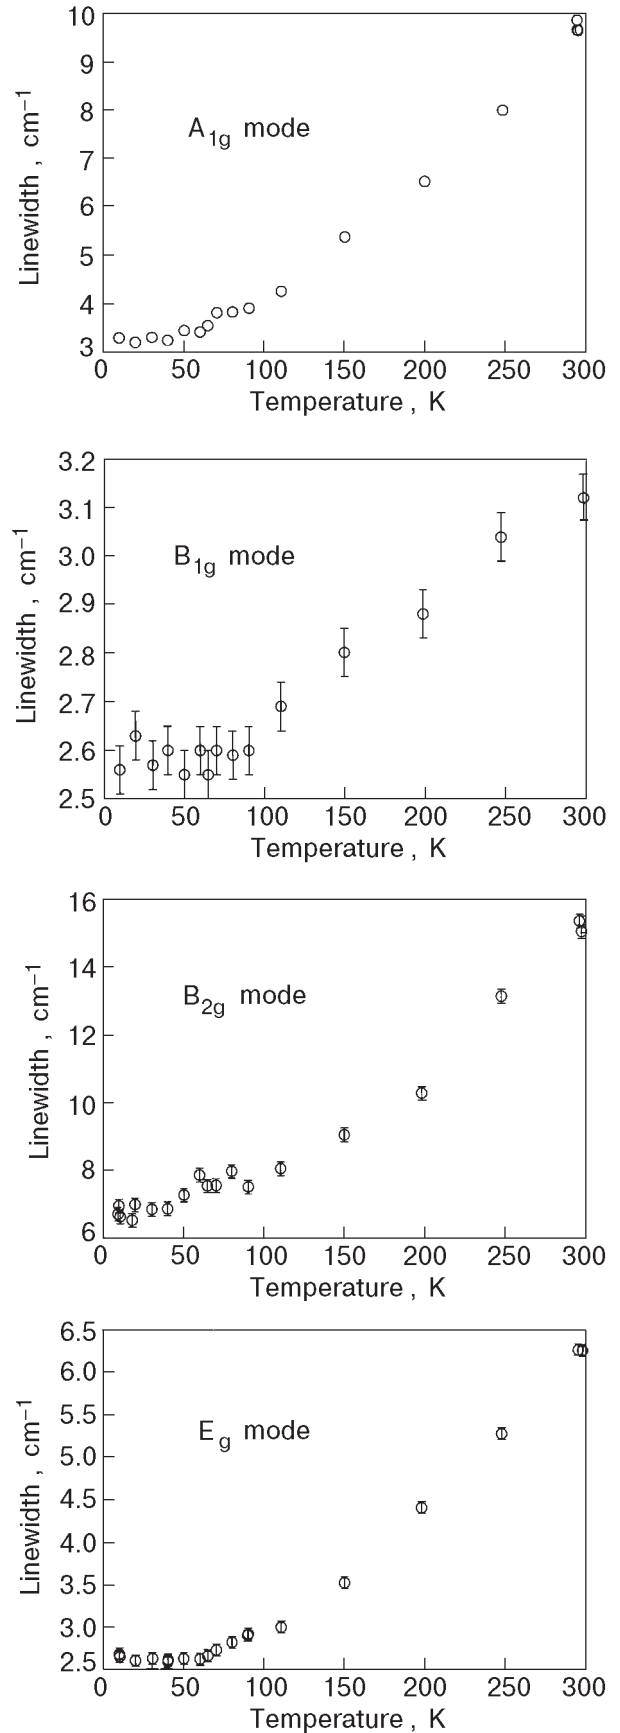 10
9
8
7
6
5
4
3
Linewidth , cm⁻¹
A1g mode
0 50 100 150 200 250 300
Temperature , K
3.2
3.1
3.0
2.9
2.8
2.7
2.6
2.5
Linewidth , cm⁻¹
B1g mode
0 50 100 150 200 250 300
Temperature , K
16
14
12
10
8
6
Linewidth , cm⁻¹
B2g mode
0 50 100 150 200 250 300
Temperature , K
6.5
6.0
5.5
5.0
4.5
4.0
3.5
3.0
2.5
Linewidth , cm⁻¹
Eg mode
0 50 100 150 200 250 300
Temperature , K